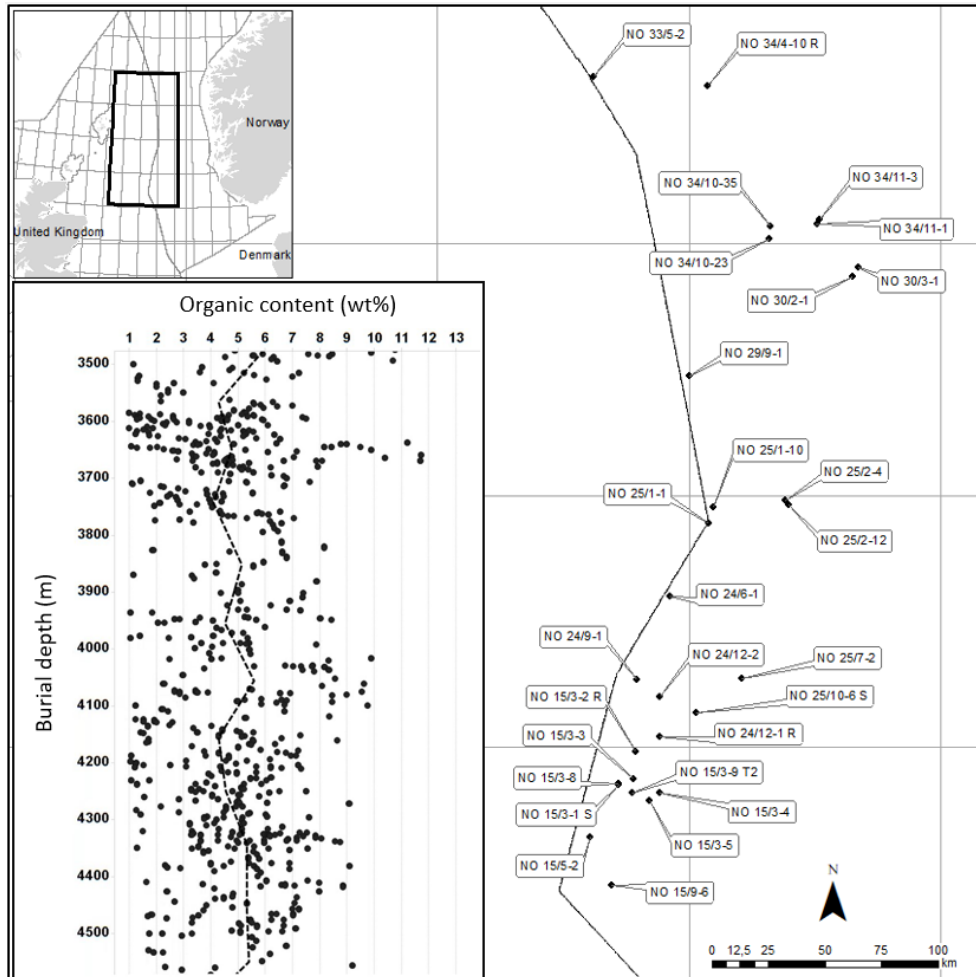 Norway
United Kingdom
Denmark
Organic content (wt%)
1 2 3 4 5 6 7 8 9 10 11 12 13
Burial depth (m)
3500
3600
3700
3800
3900
4000
4100
4200
4300
4400
4500
NO 33/5-2
NO 34/4-10 R
NO 34/11-3
NO 34/10-35
NO 34/11-1
NO 34/10-23
NO 30/3-1
NO 30/2-1
NO 29/9-1
NO 25/1-10
NO 25/2-4
NO 25/1-1
NO 25/2-12
NO 24/6-1
NO 24/9-1
NO 24/12-2
NO 25/7-2
NO 15/3-2 R
NO 25/10-6 S
NO 24/12-1 R
NO 15/3-3
NO 15/3-9 T2
NO 15/3-8
NO 15/3-1 S
NO 15/3-4
NO 15/3-5
NO 15/5-2
NO 15/9-6
N
0 12,5 25 50 75 100
km